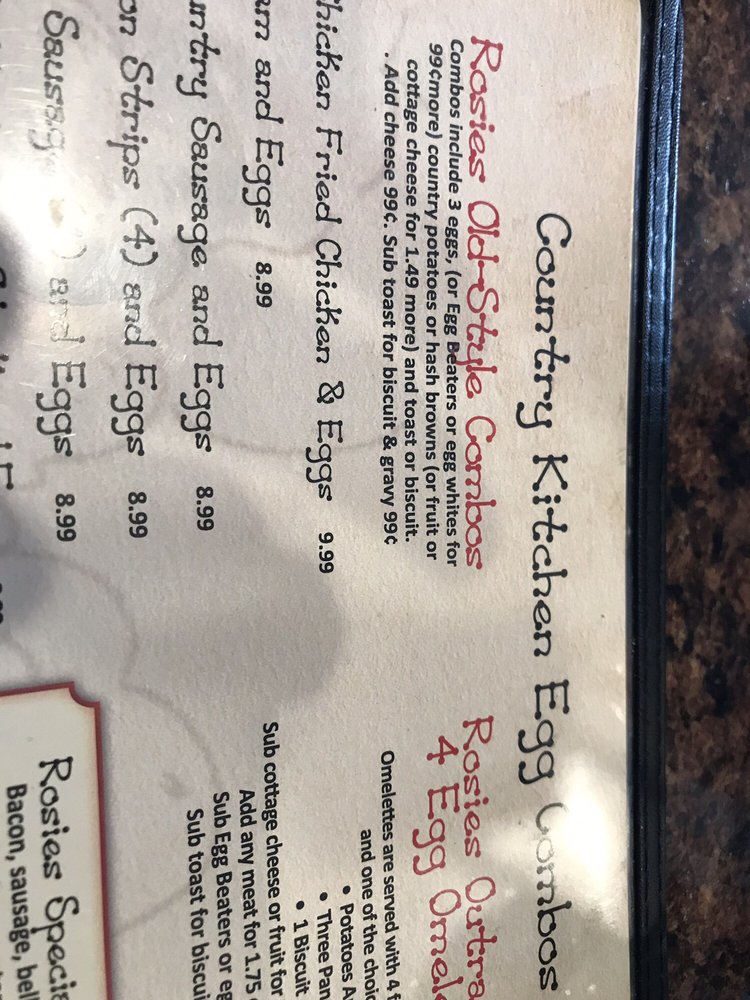 Country Kitchen Egg Combos
Rosies Old-Style Combos
Combos include 3 eggs, (or Egg Beaters or egg whites for
99¢more) country potatoes or hash browns (or fruit or
cottage cheese for 1.49 more) and toast or biscuit.
. Add cheese 99¢. Sub toast for biscuit & gravy 99¢
Chicken Fried Chicken & Eggs 9.99
am and Eggs 8.99
untry Sausage and Eggs 8.99
on Strips (4) and Eggs 8.99
Sausag ) and Eggs 8.99
Rosies Outra
4 Egg Omel
Omelettes are served with 4 f
and one of the choic
• Potatoes A
• Three Pan
• 1 Biscuit
Sub cottage cheese or fruit for
Add any meat for 1.75
Sub Egg Beaters or eg
Sub toast for biscui
Rosies Specia
Bacon, sausage, bell